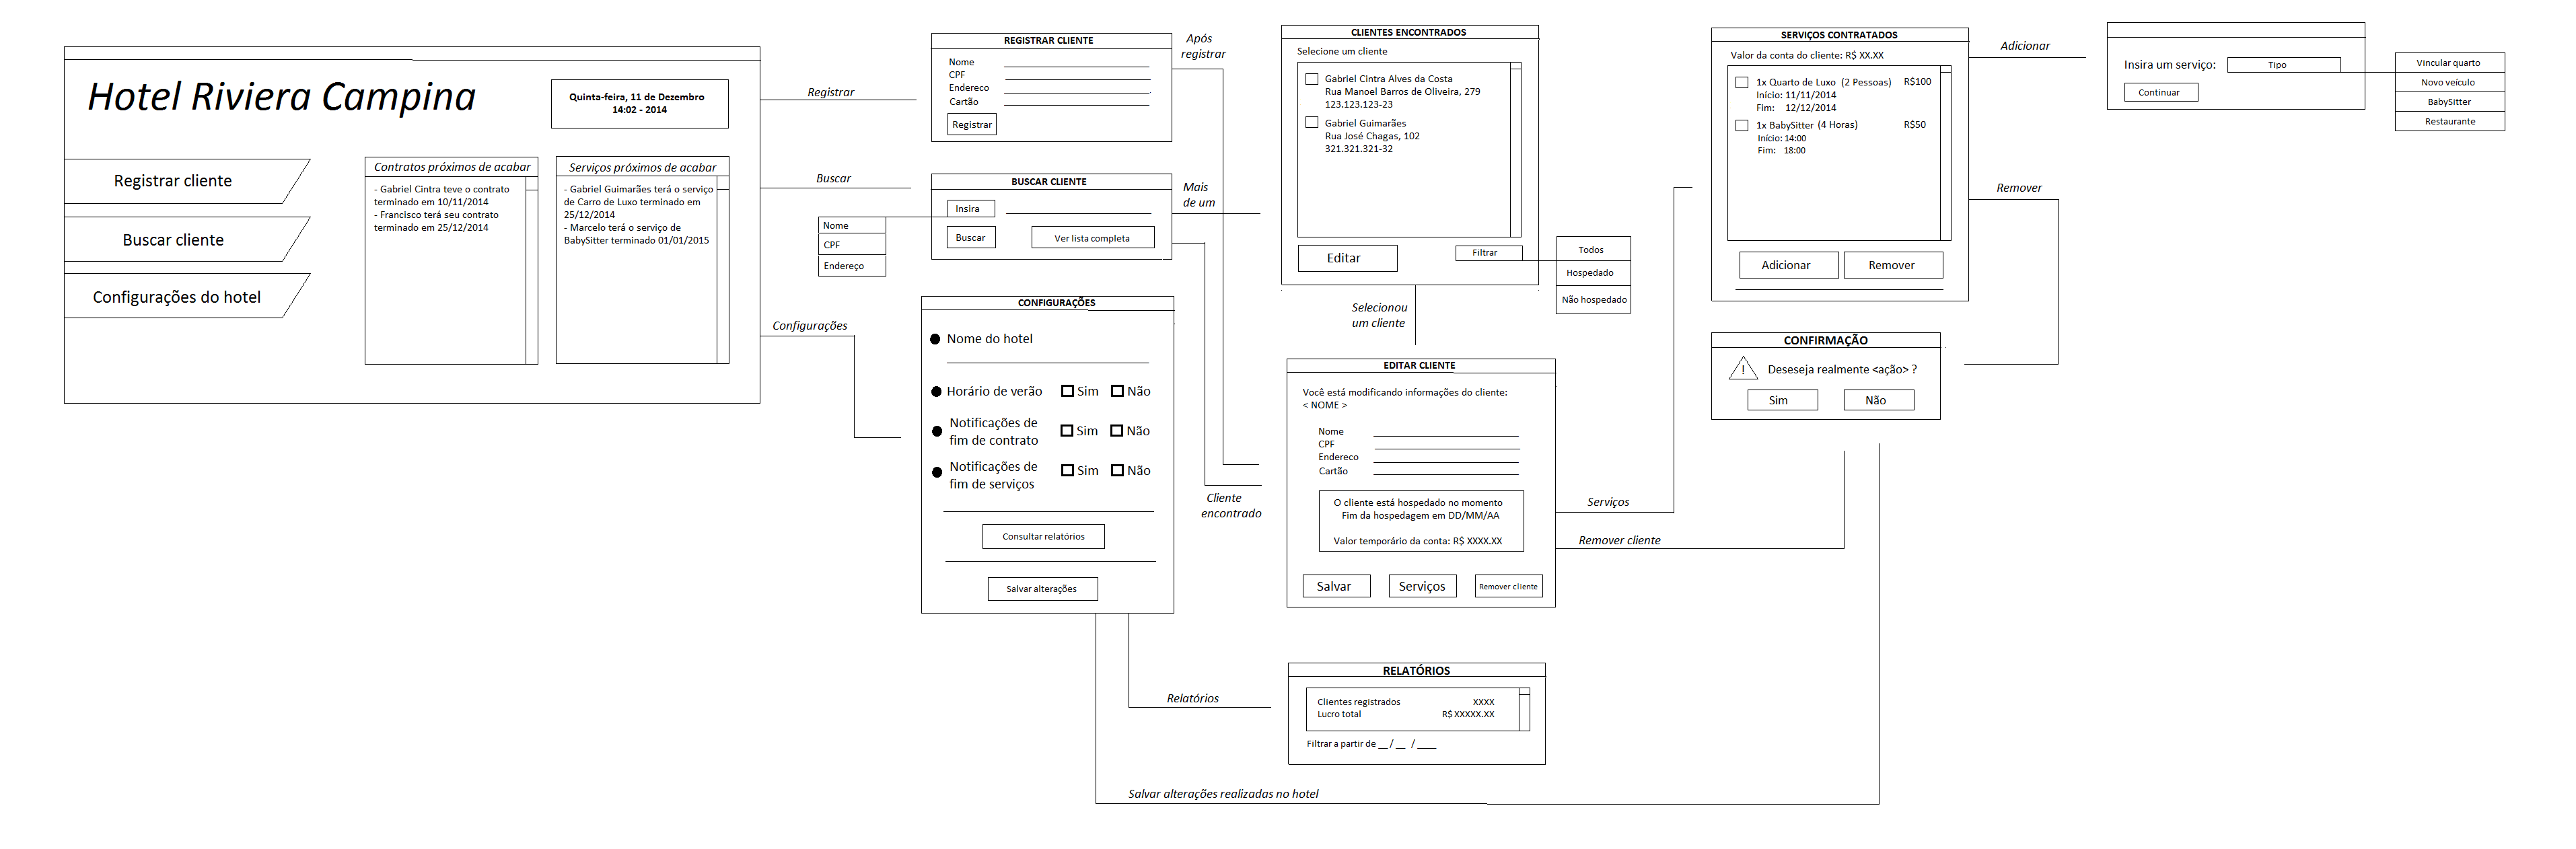 Hotel Riviera Campina
Quinta-feira, 11 de Dezembro
14:02 - 2014
Registrar cliente
Buscar cliente
Configurações do hotel
Contratos próximos de acabar
- Gabriel Cintra teve o contrato
terminado em 10/11/2014
- Francisco terá seu contrato
terminado em 25/12/2014
Serviços próximos de acabar
- Gabriel Guimarães terá o serviço
de Carro de Luxo terminado em
25/12/2014
- Marcelo terá o serviço de
BabySitter terminado 01/01/2015
Registrar
Buscar
Configurações
REGISTRAR CLIENTE
Nome
CPF
Endereco
Cartão
Registrar
Após
registrar
BUSCAR CLIENTE
Insira
Buscar
Ver lista completa
Nome
CPF
Endereço
Mais
de um
Cliente
encontrado
CONFIGURAÇÕES
Nome do hotel
Horário de verão Sim Não
Notificações de
fim de contrato Sim Não
Notificações de
fim de serviços Sim Não
Consultar relatórios
Salvar alterações
Relatórios
Salvar alterações realizadas no hotel
CLIENTES ENCONTRADOS
Selecione um cliente
Gabriel Cintra Alves da Costa
Rua Manoel Barros de Oliveira, 279
123.123.123-23
Gabriel Guimarães
Rua José Chagas, 102
321.321.321-32
Editar
Filtrar
Todos
Hospedado
Não hospedado
Selecionou
um cliente
EDITAR CLIENTE
Você está modificando informações do cliente:
< NOME >
Nome
CPF
Endereco
Cartão
O cliente está hospedado no momento
Fim da hospedagem em DD/MM/AA
Valor temporário da conta: R$ XXXX.XX
Salvar
Serviços
Remover cliente
Serviços
Remover cliente
RELATÓRIOS
Clientes registrados XXXX
Lucro total R$ XXXXX.XX
Filtrar a partir de __/__ /____
SERVIÇOS CONTRATADOS
Valor da conta do cliente: R$ XX.XX
1x Quarto de Luxo (2 Pessoas) R$100
Início: 11/11/2014
Fim: 12/12/2014
1x BabySitter (4 Horas) R$50
Início: 14:00
Fim: 18:00
Adicionar
Remover
CONFIRMAÇÃO
!
Deseseja realmente <ação> ?
Sim
Não
Adicionar
Remover
Insira um serviço:
Tipo
Continuar
Vincular quarto
Novo veículo
BabySitter
Restaurante